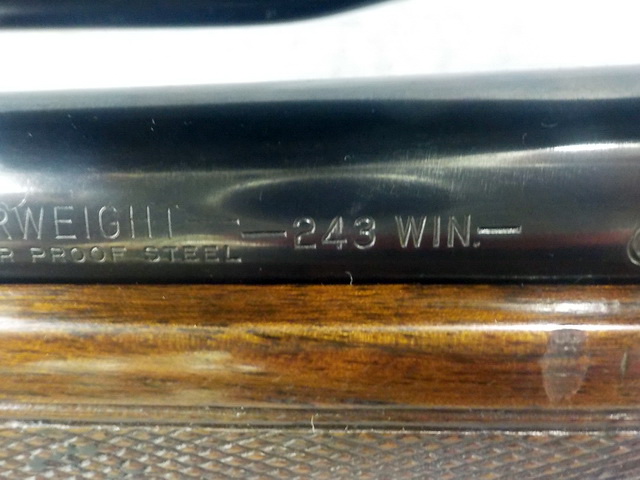 RWEIGHT — -243 WIN.-
R PROOF STEEL